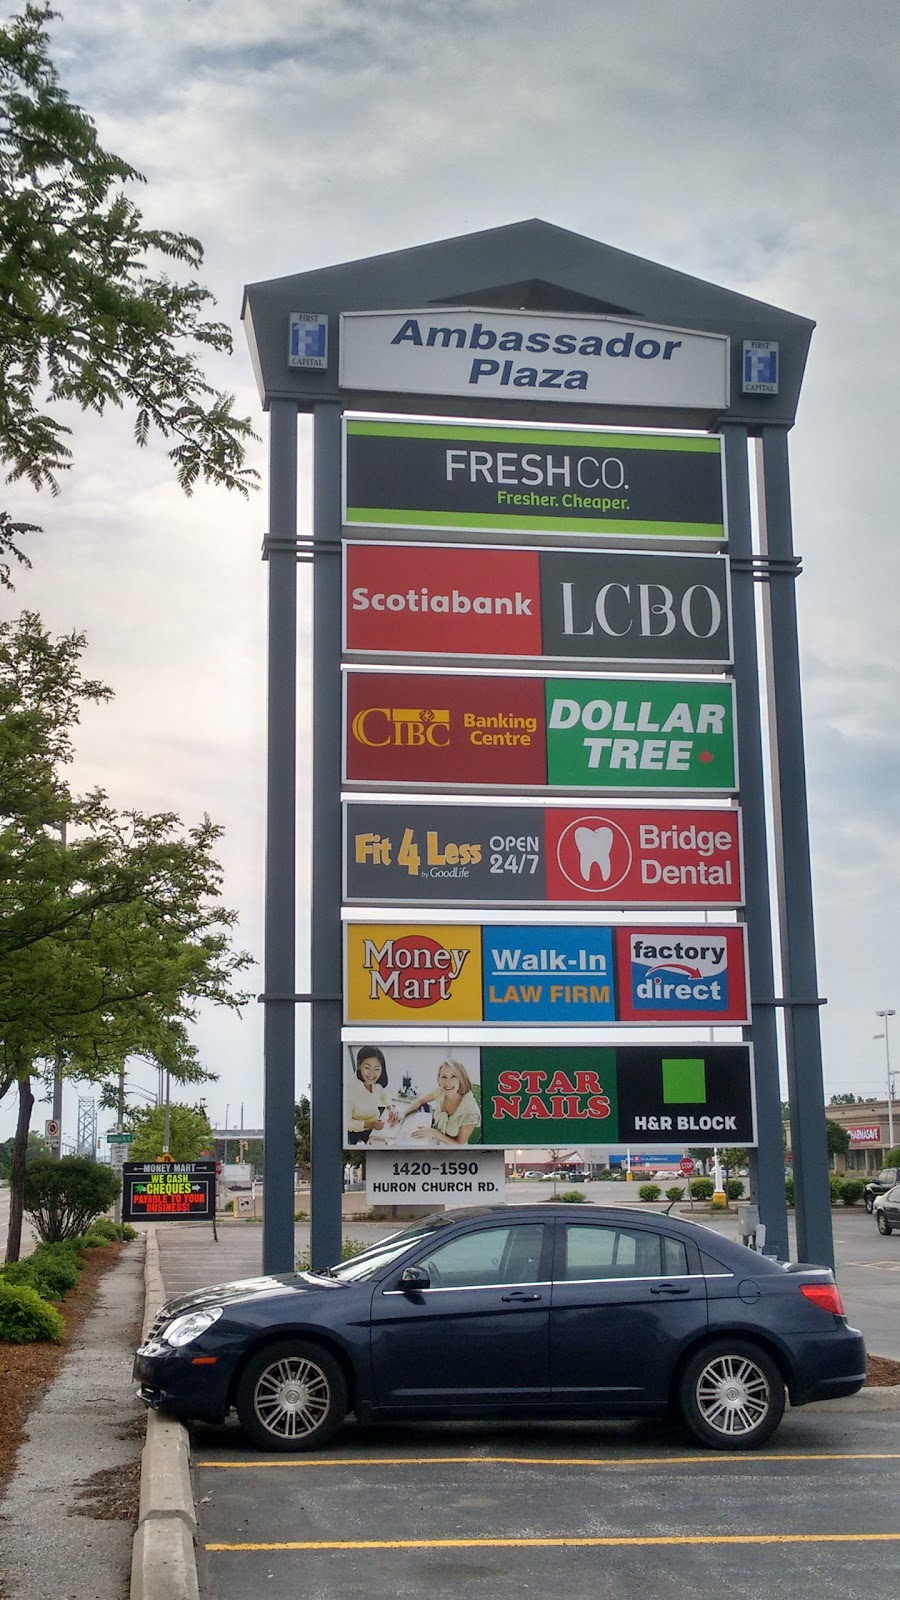 Ambassador
Plaza
FIRST
CAPITAL
FIRST
CAPITAL
FRESHCO.
Fresher. Cheaper.
Scotiabank
LCBO
CIBC Banking
Centre
DOLLAR
TREE
Fit 4 Less
by GoodLife
OPEN
24/7
Bridge
Dental
Money
Mart
Walk-In
LAW FIRM
factory
direct
STAR
NAILS
H&R BLOCK
1420-1590
HURON CHURCH RD.
MONEY MART
WE CASH
CHEQUES
PAYABLE TO YOUR
BUSINESS!
PHARMASAVE
STOP